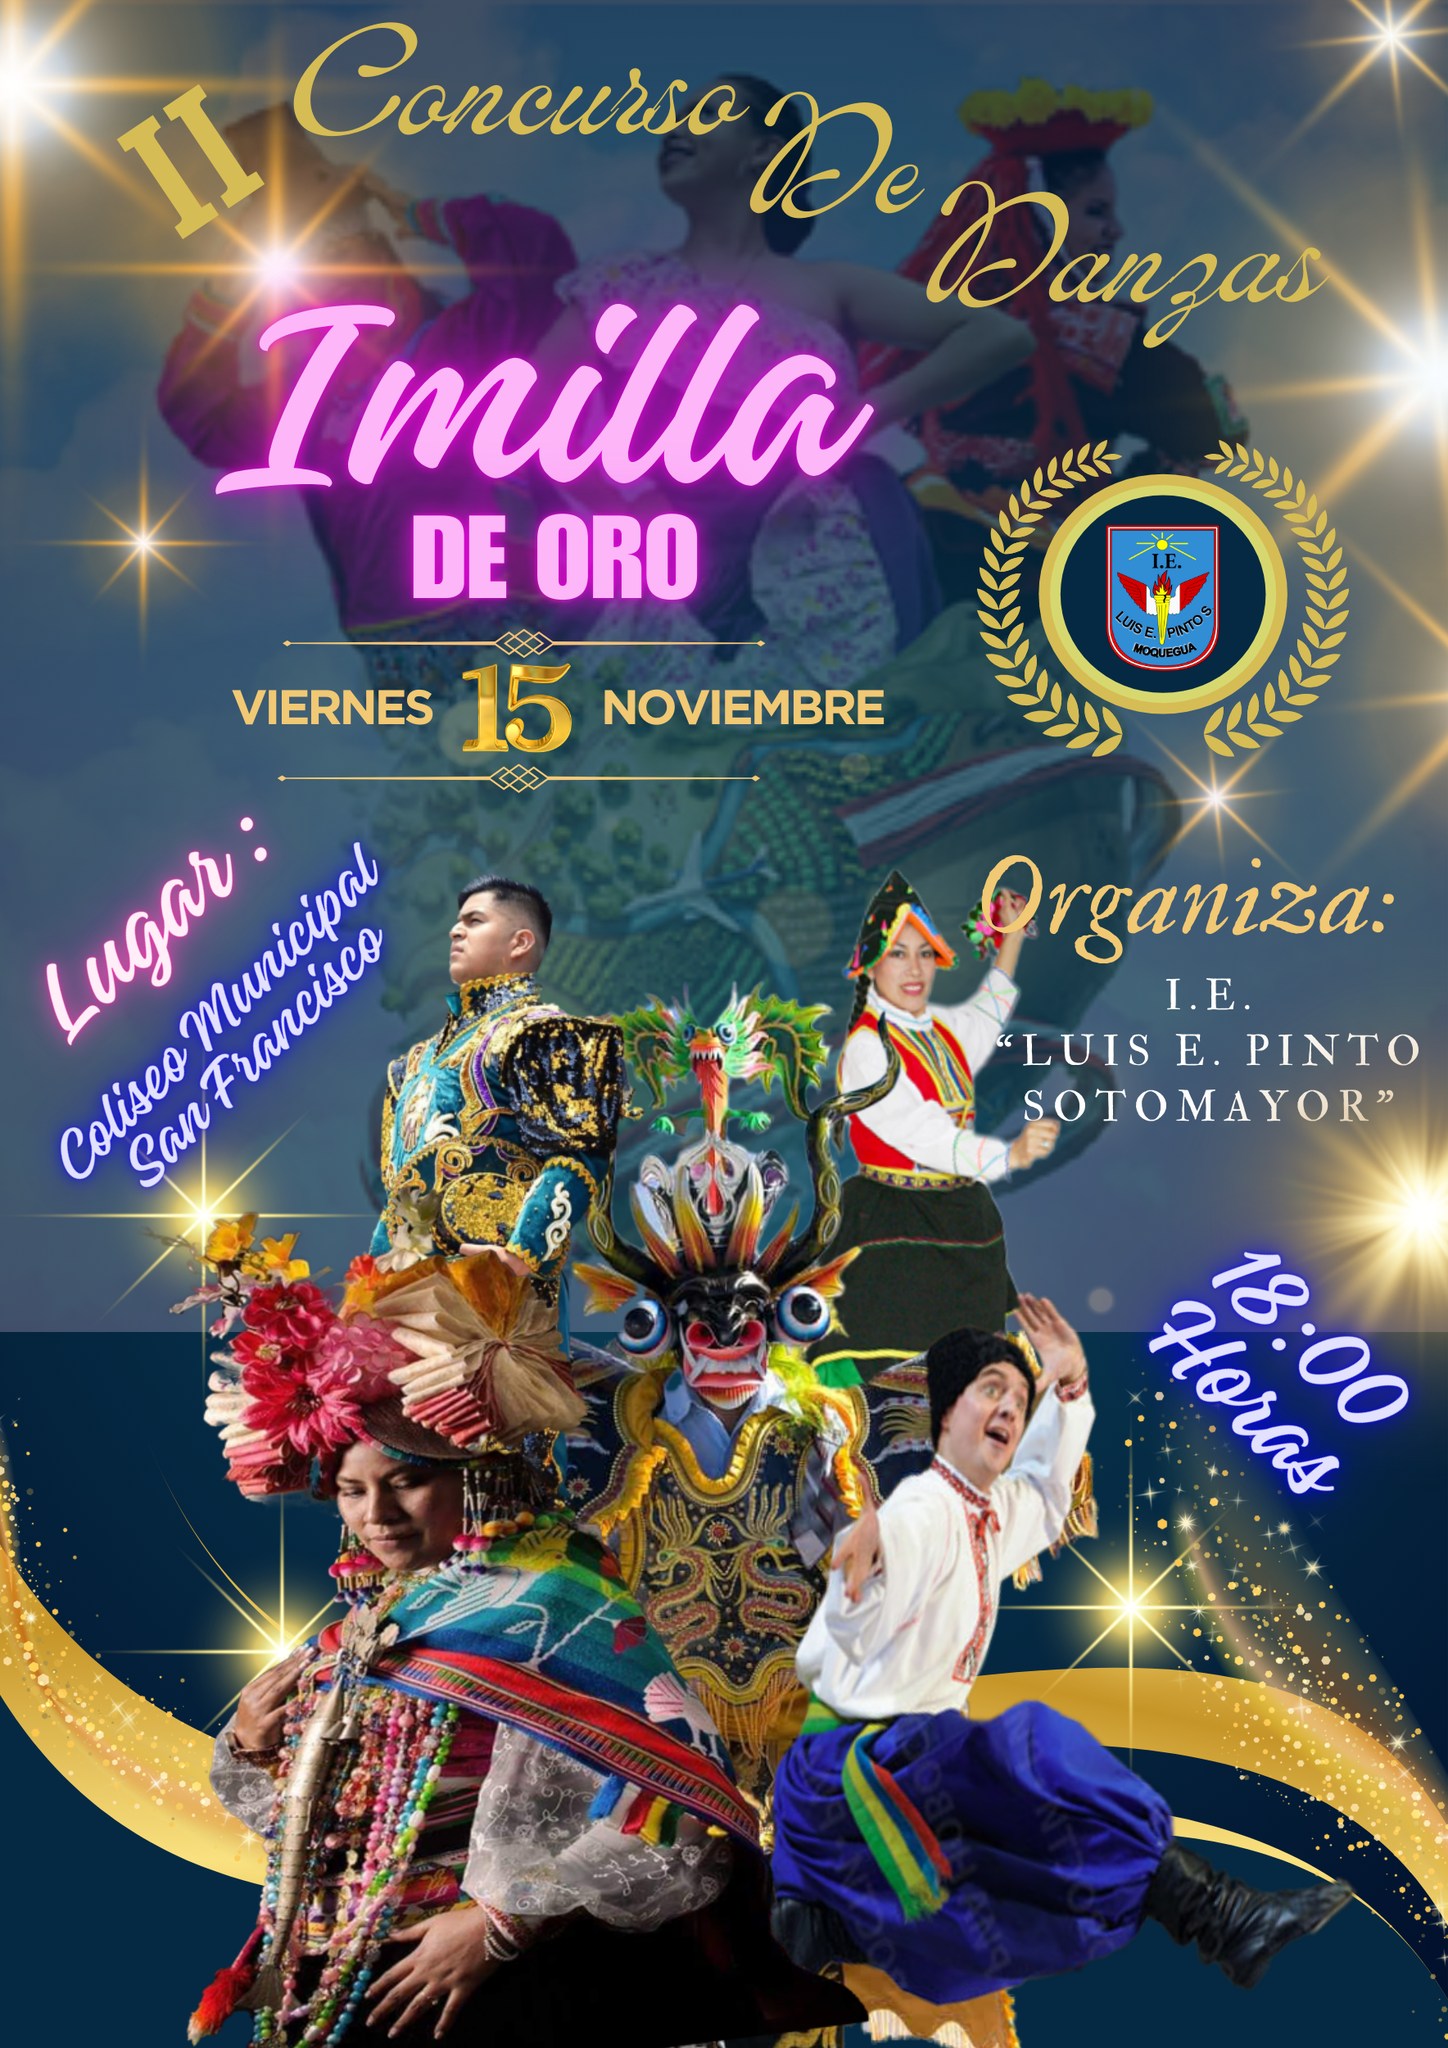 II Concurso De Danzas
Imilla
DE ORO
VIERNES 15 NOVIEMBRE
I.E.
LUIS E. PINTO S
MOQUEGUA
Lugar :
Coliseo Municipal
San Francisco
Organiza:
I.E.
“LUIS E. PINTO
SOTOMAYOR”
18:00
Horas